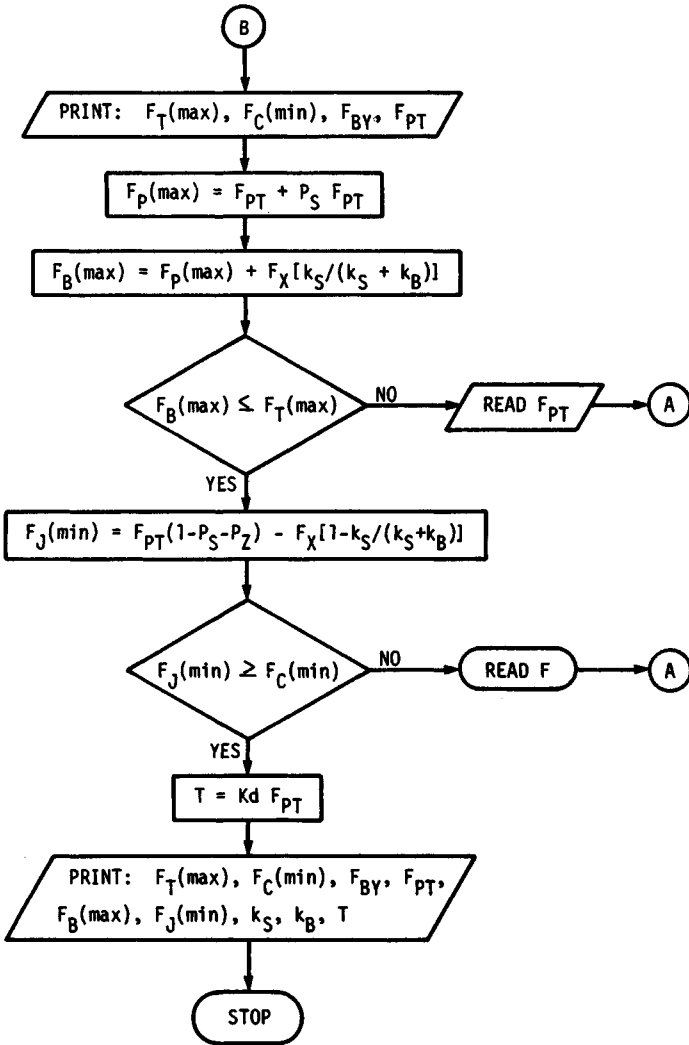 B
PRINT: F_T(max), F_C(min), F_BY, F_PT
F_P(max) = F_PT + P_S F_PT
F_B(max) = F_P(max) + F_X[k_S/(k_S + k_B)]
F_B(max) ≤ F_T(max)
NO
READ F_PT
A
YES
F_J(min) = F_PT(1-P_S-P_Z) - F_X[1-k_S/(k_S+k_B)]
F_J(min) ≥ F_C(min)
NO
READ F
A
YES
T = Kd F_PT
PRINT: F_T(max), F_C(min), F_BY, F_PT,
F_B(max), F_J(min), k_S, k_B, T
STOP